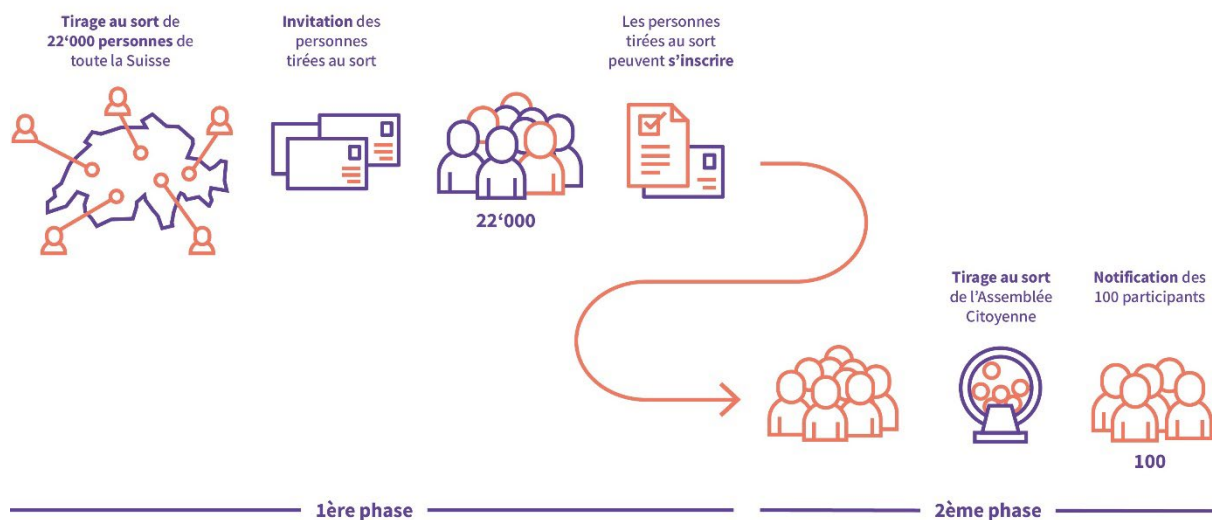 Tirage au sort de
22‘000 personnes de
toute la Suisse
Invitation des
personnes
tirées au sort
22‘000
Les personnes
tirées au sort
peuvent s’inscrire
Tirage au sort
de l’Assemblée
Citoyenne
Notification des
100 participants
100
1ère phase
2ème phase